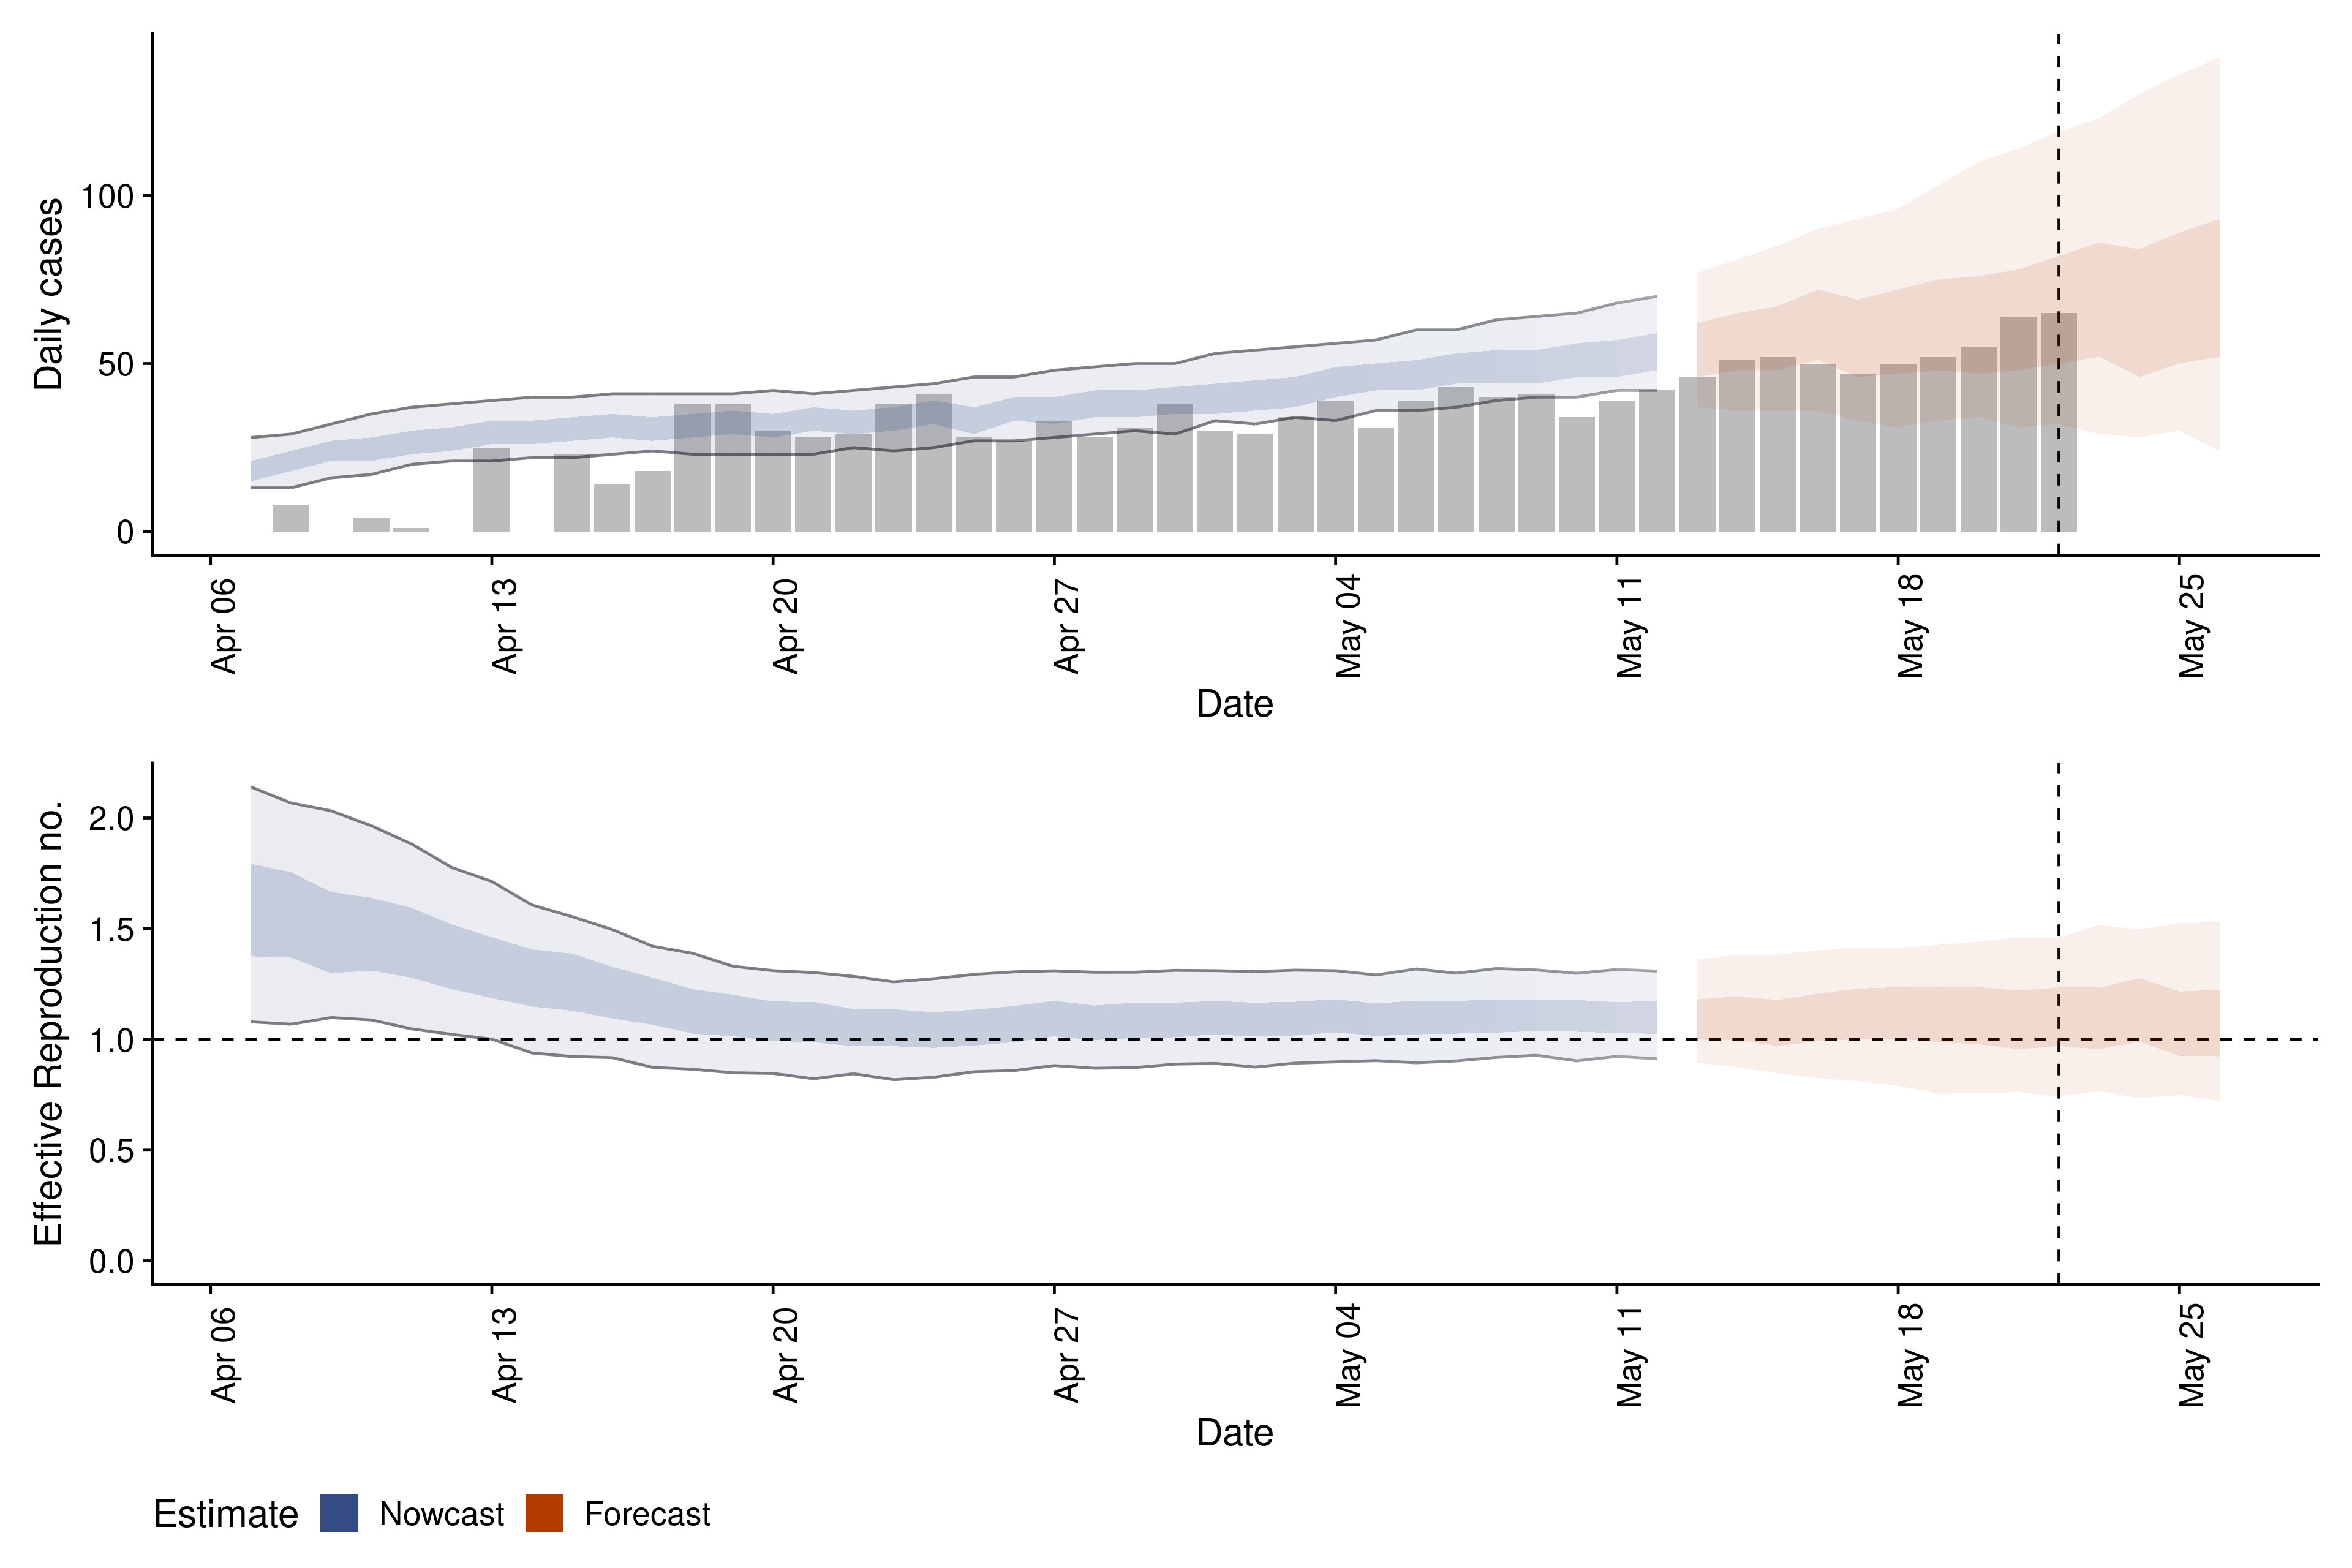 Daily cases
100
50
0
Apr 06
Apr 13
Apr 20
Apr 27
May 04
May 11
May 18
May 25
Date
Effective Reproduction no.
2.0
1.5
1.0
0.5
0.0
Apr 06
Apr 13
Apr 20
Apr 27
May 04
May 11
May 18
May 25
Date
Estimate Nowcast Forecast